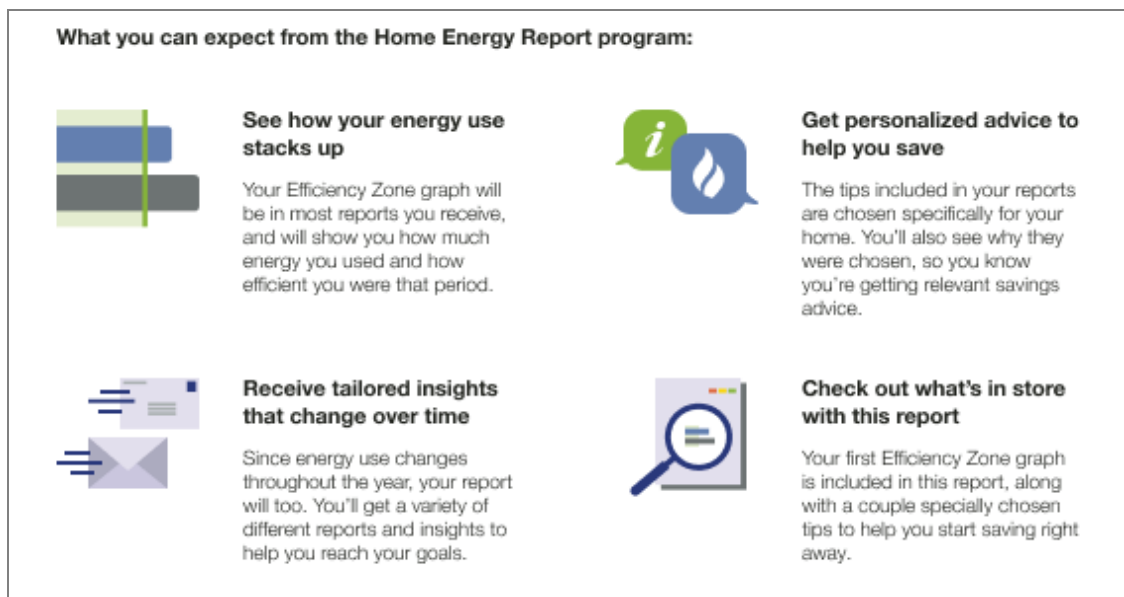 What you can expect from the Home Energy Report program:
See how your energy use
stacks up
Your Efficiency Zone graph will
be in most reports you receive,
and will show you how much
energy you used and how
efficient you were that period.
i
Get personalized advice to
help you save
The tips included in your reports
are chosen specifically for your
home. You'll also see why they
were chosen, so you know
you're getting relevant savings
advice.
Receive tailored insights
that change over time
Since energy use changes
throughout the year, your report
will too. You'll get a variety of
different reports and insights to
help you reach your goals.
Check out what's in store
with this report
Your first Efficiency Zone graph
is included in this report, along
with a couple specially chosen
tips to help you start saving right
away.